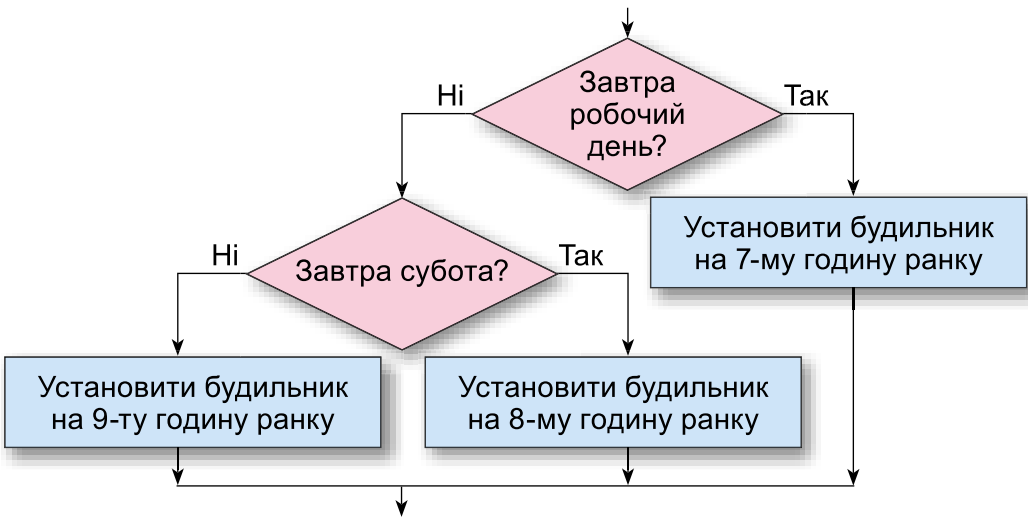 Завтра
робочий
день?
Ні
Так
Установити будильник
на 7-му годину ранку
Завтра субота?
Ні
Так
Установити будильник
на 9-ту годину ранку
Установити будильник
на 8-му годину ранку